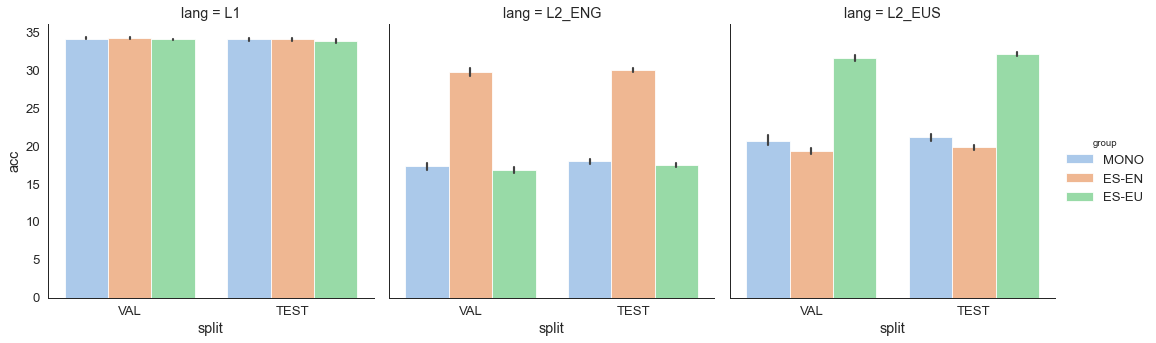 lang = L1
lang = L2_ENG
lang = L2_EUS
acc
35
30
25
20
15
10
5
0
VAL
TEST
split
VAL
TEST
split
VAL
TEST
split
group
MONO
ES-EN
ES-EU